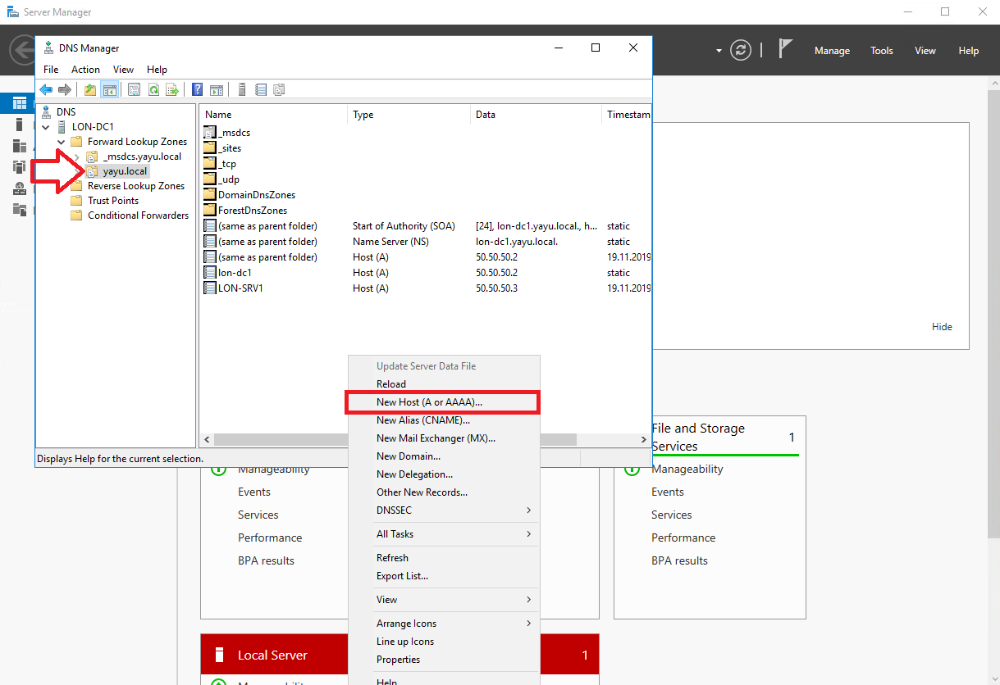 Server Manager
DNS Manager
File Action View Help
Manage Tools View Help
DNS
LON-DC1
Forward Lookup Zones
_msdcs.yayu.local
yayu.local
Reverse Lookup Zones
Trust Points
Conditional Forwarders
Name Type Data Timestam
_msdcs
_sites
_tcp
_udp
DomainDnsZones
ForestDnsZones
(same as parent folder) Start of Authority (SOA) [24], lon-dc1.yayu.local., h... static
(same as parent folder) Name Server (NS) lon-dc1.yayu.local. static
(same as parent folder) Host (A) 50.50.50.2 19.11.2019
lon-dc1 Host (A) 50.50.50.2 static
LON-SRV1 Host (A) 50.50.50.3 19.11.2019
Hide
Displays Help for the current selection.
Update Server Data File
Reload
New Host (A or AAAA)...
New Alias (CNAME)...
New Mail Exchanger (MX)...
New Domain...
New Delegation...
Other New Records...
DNSSEC
All Tasks
Refresh
Export List...
View
Arrange Icons
Line up Icons
Properties
Help
Manageability
Events
Services
Performance
BPA results
File and Storage 1
Services
Manageability
Events
Services
Performance
BPA results
Local Server 1
Manageability